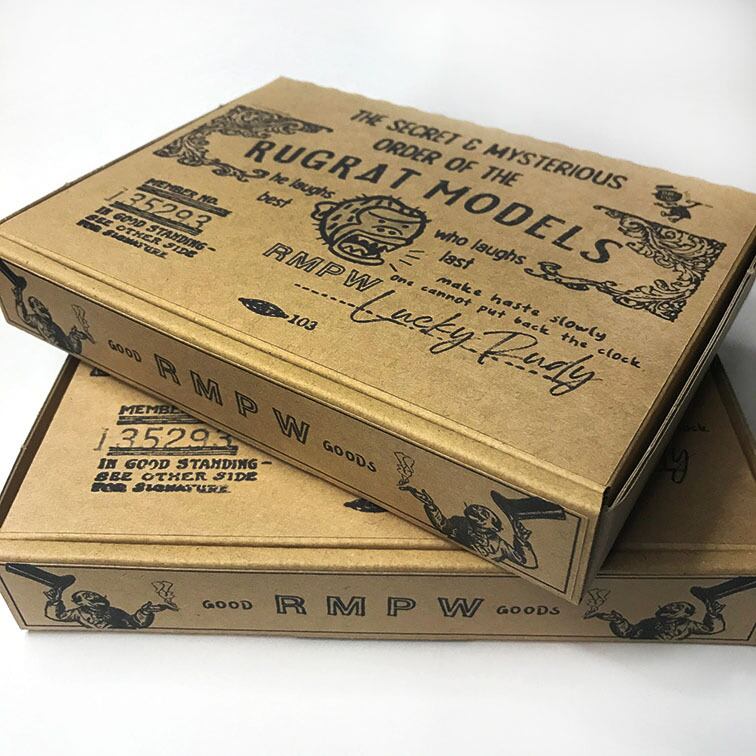 THE SECRET & MYSTERIOUS
ORDER OF THE
RUGRAT MODELS
MEMBER NO.
135293
IN GOOD STANDING-
SEE OTHER SIDE
FOR SIGNATURE
he laughs
best
who laughs
last
RMPW
make haste slowly
one cannot put back the clock
Lucky Rudy
103
GOOD RMPW GOODS
MEMBE
135293
IN GOOD STANDING-
SEE OTHER SIDE
FOR SIGNATURE
ock
GOOD RMPW GOODS